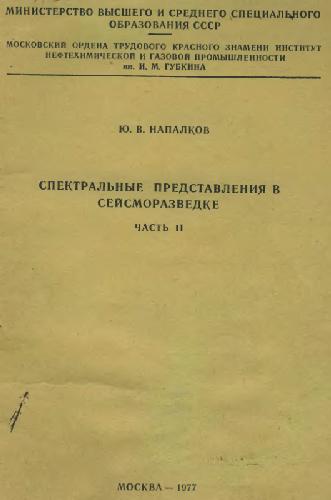 МИНИСТЕРСТВО ВЫСШЕГО И СРЕДНЕГО СПЕЦИАЛЬНОГО
ОБРАЗОВАНИЯ СССР
МОСКОВСКИЙ ОРДЕНА ТРУДОВОГО КРАСНОГО ЗНАМЕНИ ИНСТИТУТ
НЕФТЕХИМИЧЕСКОЙ И ГАЗОВОЙ ПРОМЫШЛЕННОСТИ
им. И. М. ГУБКИНА
Ю. В. НАПАЛКОВ
СПЕКТРАЛЬНЫЕ ПРЕДСТАВЛЕНИЯ В
СЕЙСМОРАЗВЕДКЕ
ЧАСТЬ II
МОСКВА — 1977